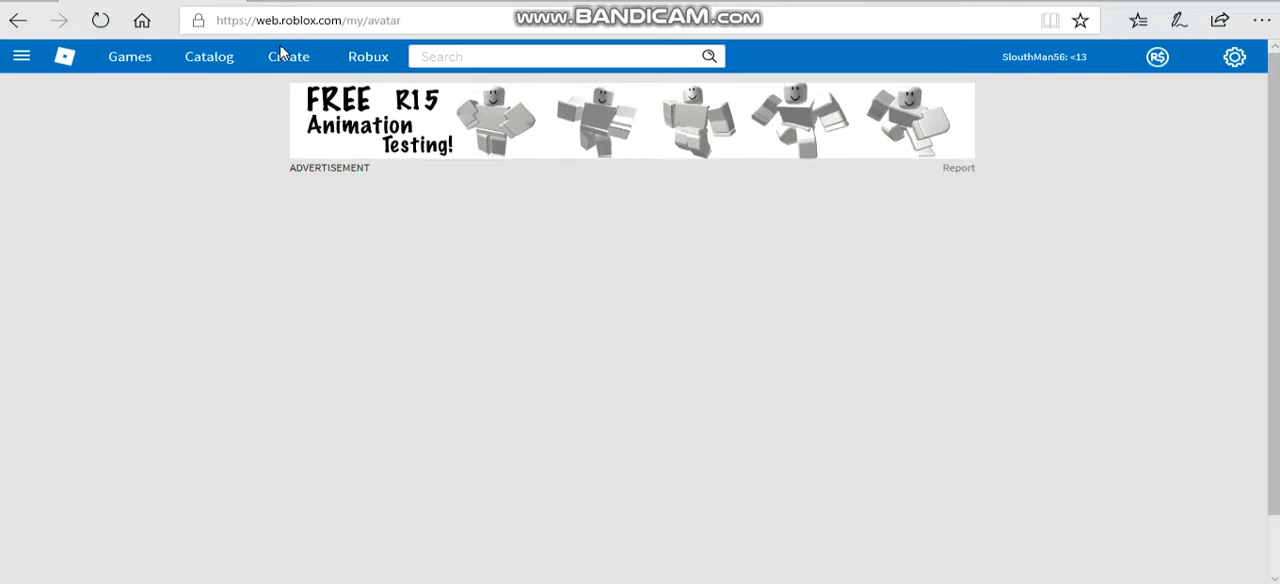 www.BANDICAM.com
https://web.roblox.com/my/avatar
Games Catalog Create Robux Search SlouthMan56: <13 R$
FREE R15
Animation
Testing!
ADVERTISEMENT Report